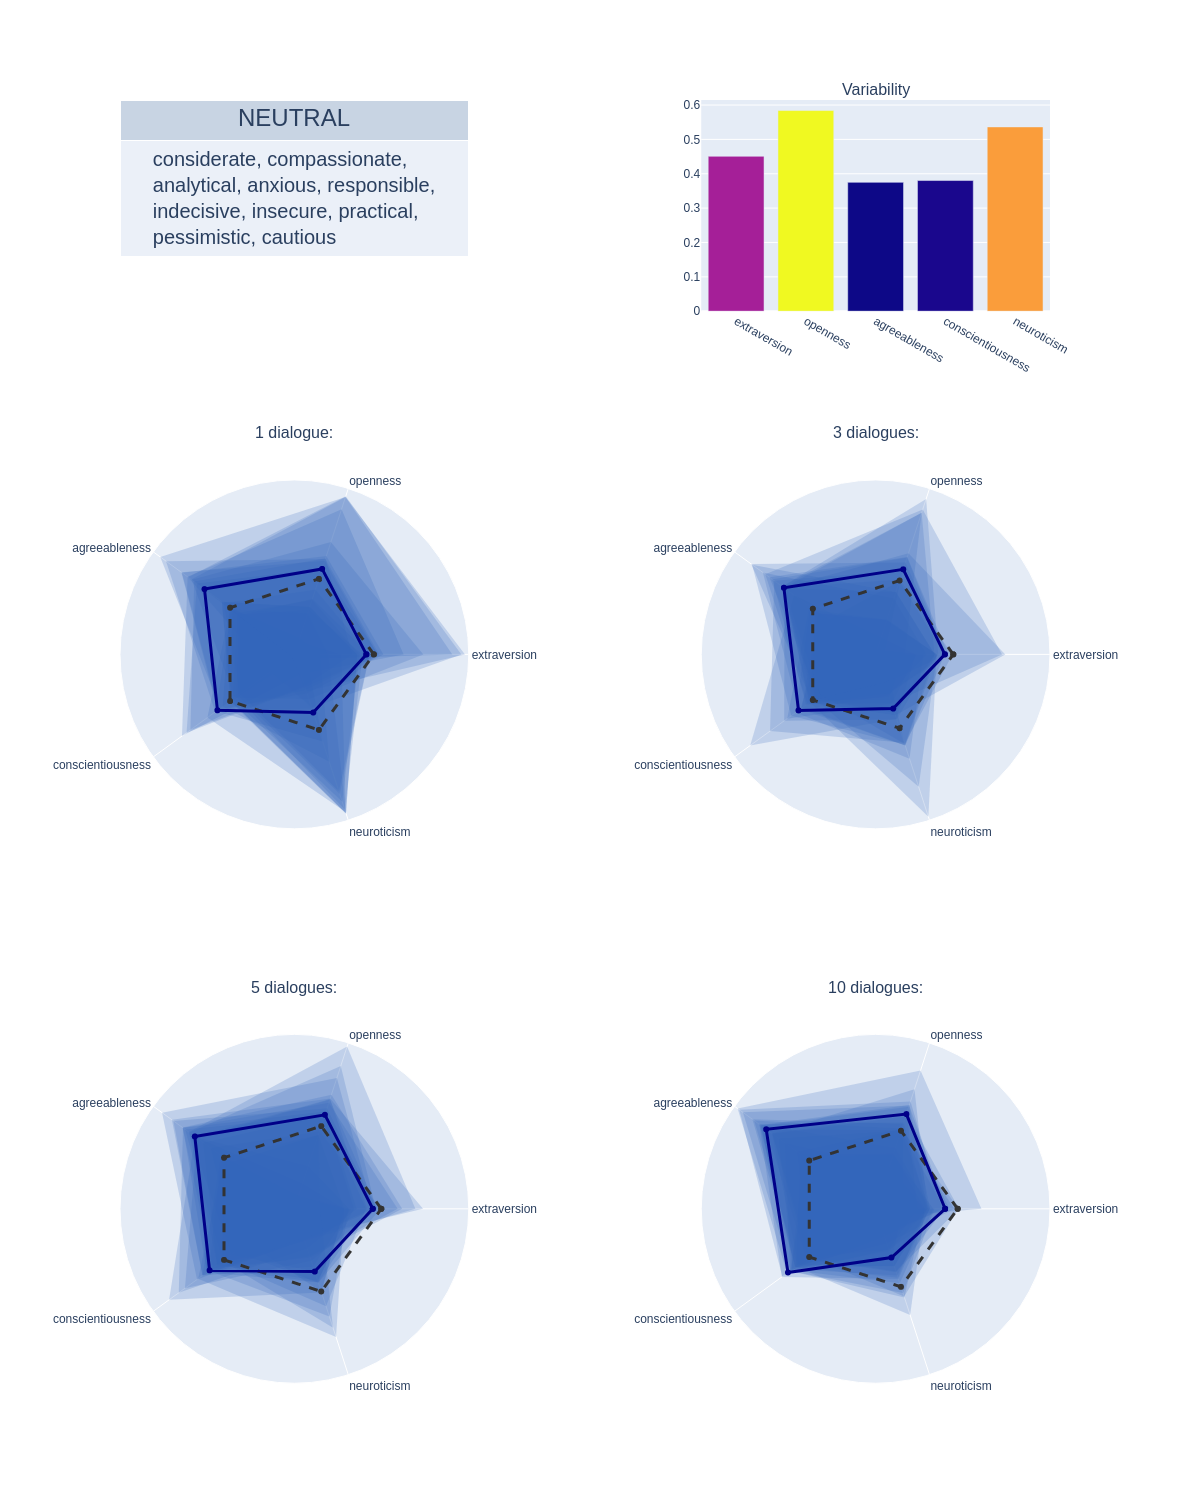 NEUTRAL
considerate, compassionate,
analytical, anxious, responsible,
indecisive, insecure, practical,
pessimistic, cautious
Variability
0.6
0.5
0.4
0.3
0.2
0.1
0
extraversion
openness
agreeableness
conscientiousness
neuroticism
1 dialogue:
openness
agreeableness
extraversion
conscientiousness
neuroticism
3 dialogues:
openness
agreeableness
extraversion
conscientiousness
neuroticism
5 dialogues:
openness
agreeableness
extraversion
conscientiousness
neuroticism
10 dialogues:
openness
agreeableness
extraversion
conscientiousness
neuroticism